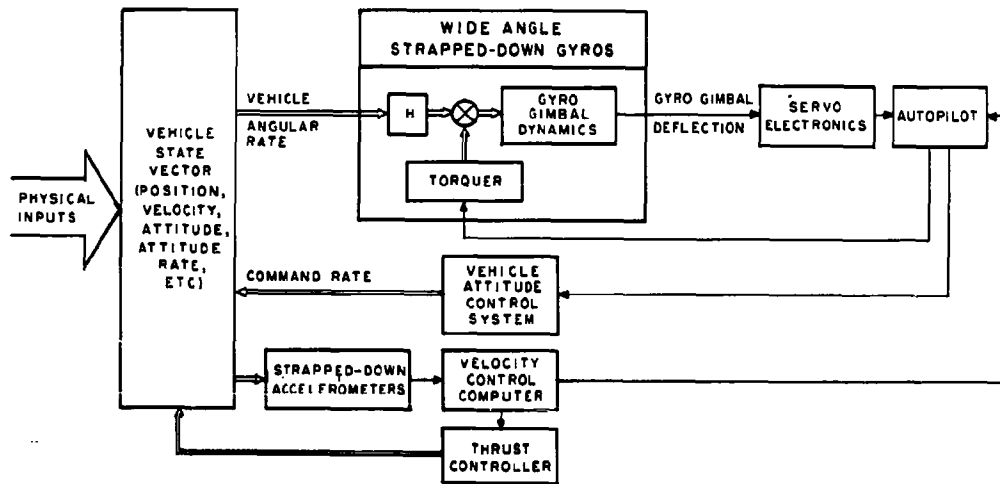 WIDE ANGLE
STRAPPED-DOWN GYROS
VEHICLE
ANGULAR
RATE
H
GYRO
GIMBAL
DYNAMICS
TORQUER
GYRO GIMBAL
DEFLECTION
SERVO
ELECTRONICS
AUTOPILOT
PHYSICAL
INPUTS
VEHICLE
STATE
VECTOR
(POSITION,
VELOCITY,
ATTITUDE,
ATTITUDE
RATE,
ETC)
COMMAND RATE
VEHICLE
ATTITUDE
CONTROL
SYSTEM
STRAPPED-DOWN
ACCELEROMETERS
VELOCITY
CONTROL
COMPUTER
THRUST
CONTROLLER